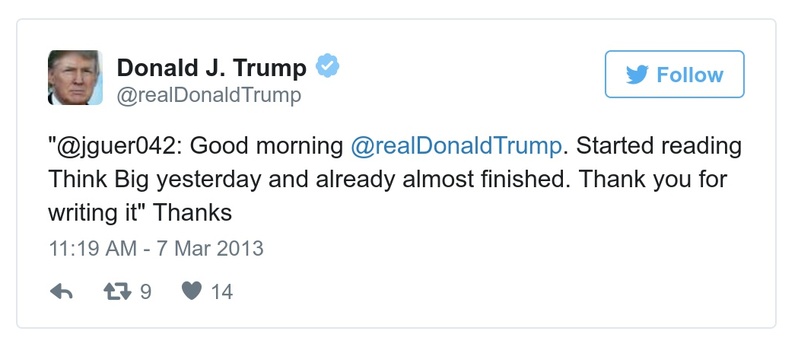 Donald J. Trump
Follow
@realDonaldTrump
"@jguer042: Good morning @realDonaldTrump. Started reading
Think Big yesterday and already almost finished. Thank you for
writing it" Thanks
11:19 AM - 7 Mar 2013
9 14